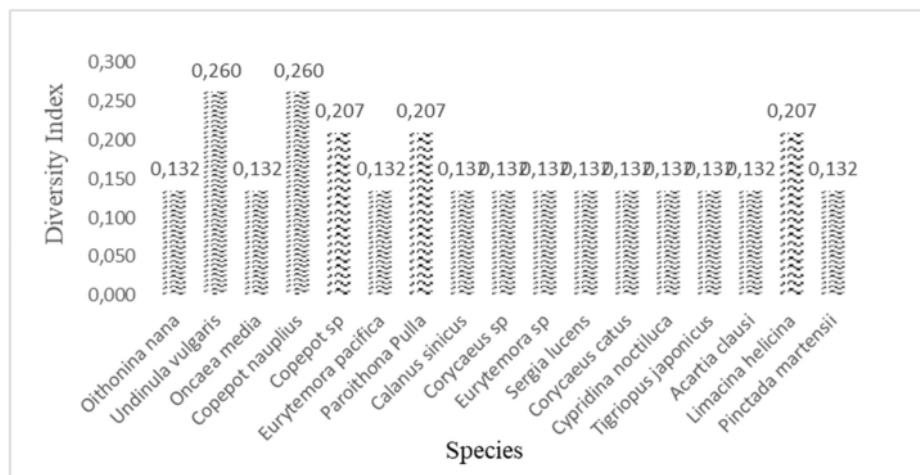 Diversity Index
0,300
0,250
0,200
0,150
0,100
0,050
0,000
0,132
0,260
0,132
0,260
0,207
0,132
0,207
0,132
0,132
0,132
0,132
0,132
0,132
0,132
0,132
0,207
0,132
Oithonina nana
Undinula vulgaris
Oncaea media
Copepot nauplius
Copepot sp
Eurytemora pacifica
Paroithona Pulla
Calanus sinicus
Corycaeus sp
Eurytemora sp
Sergia lucens
Corycaeus catus
Cypridina noctiluca
Tigriopus japonicus
Acartia clausi
Limacina helicina
Pinctada martensii
Species